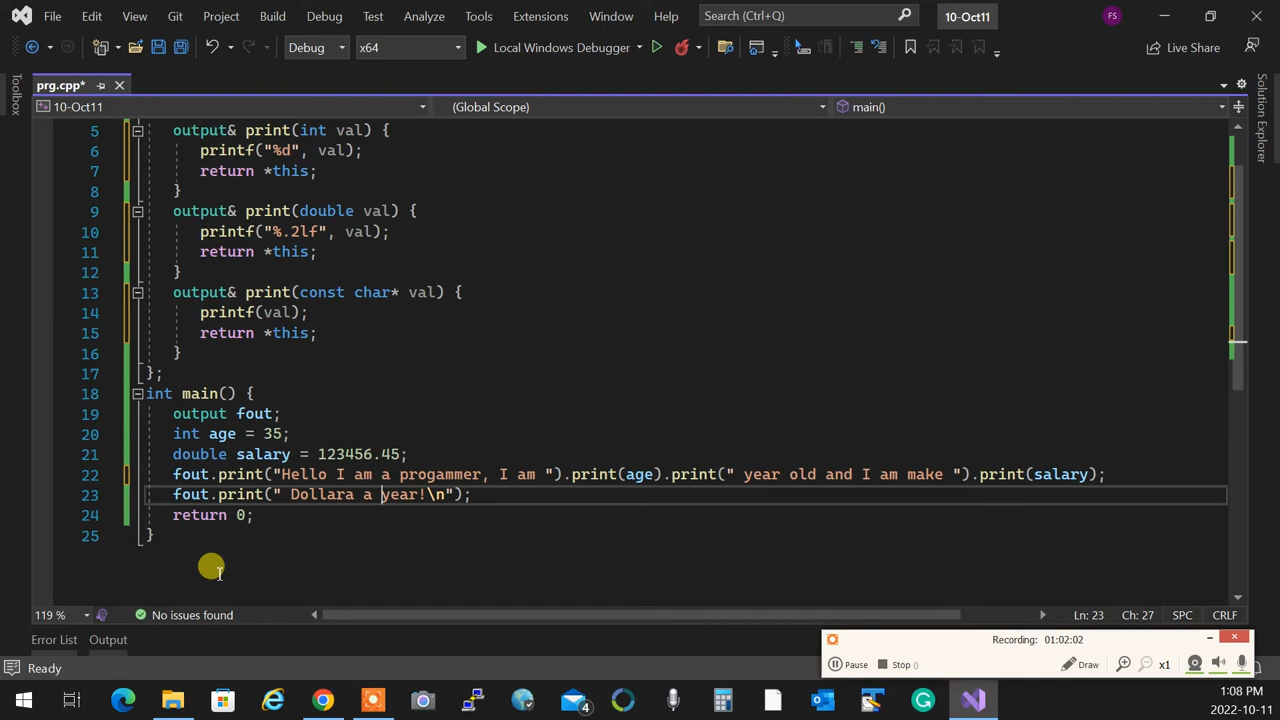 File Edit View Git Project Build Debug Test Analyze Tools Extensions Window Help Search (Ctrl+Q) 10-Oct11 FS
Debug x64 Local Windows Debugger Live Share
Toolbox
prg.cpp*
Solution Explorer
10-Oct11 (Global Scope) main()
5 output& print(int val) {
6 printf("%d", val);
7 return *this;
8 }
9 output& print(double val) {
10 printf("%.2lf", val);
11 return *this;
12 }
13 output& print(const char* val) {
14 printf(val);
15 return *this;
16 }
17 };
18 int main() {
19 output fout;
20 int age = 35;
21 double salary = 123456.45;
22 fout.print("Hello I am a progammer, I am ").print(age).print(" year old and I am make ").print(salary);
23 fout.print(" Dollara a year!\n");
24 return 0;
25 }
119 % No issues found Ln: 23 Ch: 27 SPC CRLF
Error List Output
Recording: 01:02:02
Ready
Pause Stop () Draw x1
4
1:08 PM
2022-10-11